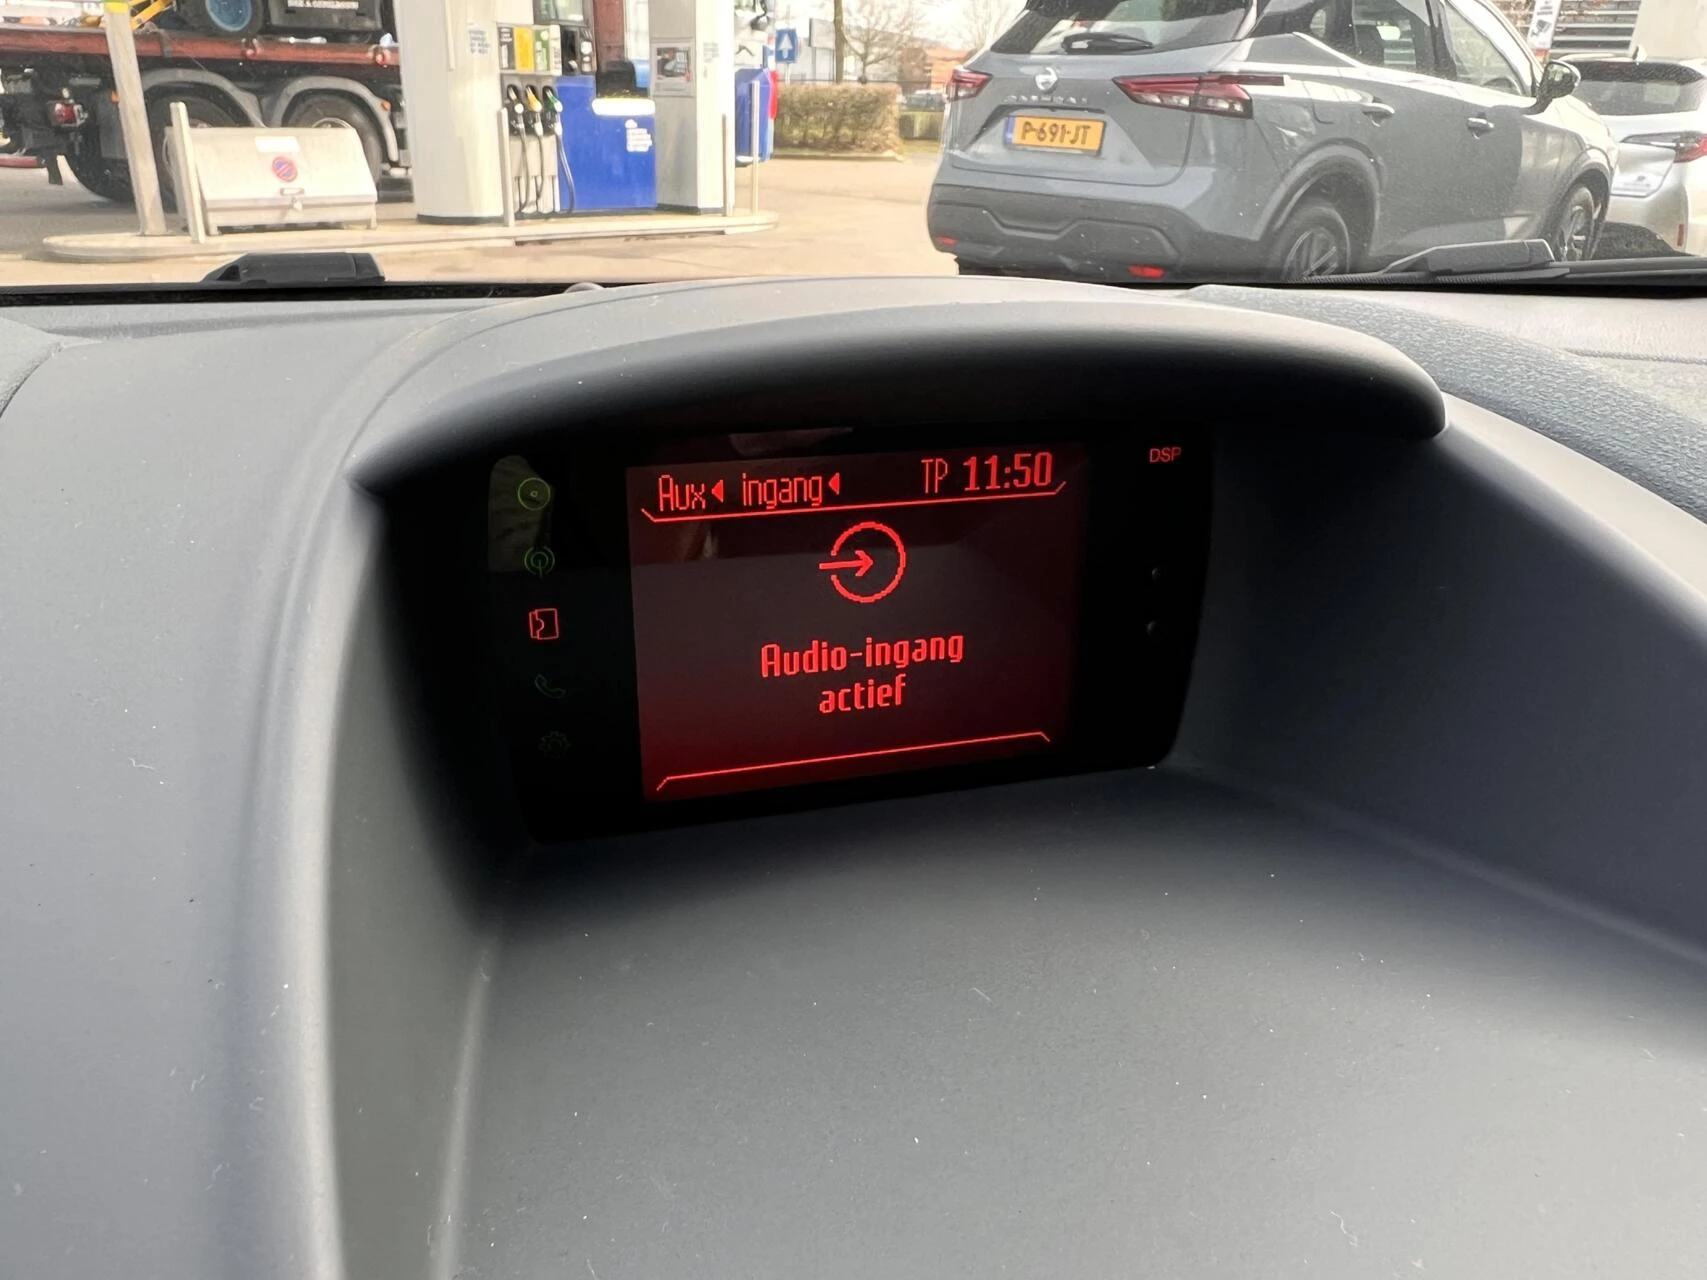 P-691-JT
DSP
Aux ingang TP 11:50
Audio-ingang
actief